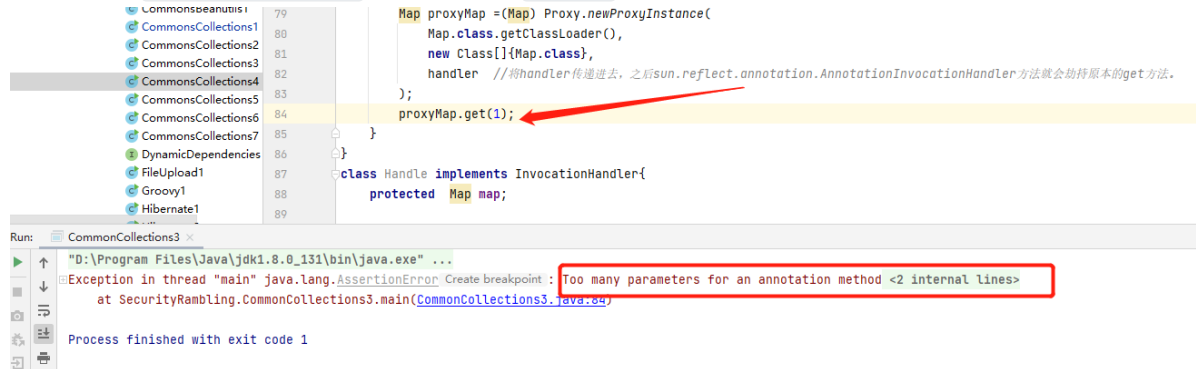 CommonsBeanutils1
CommonsCollections1
CommonsCollections2
CommonsCollections3
CommonsCollections4
CommonsCollections5
CommonsCollections6
CommonsCollections7
DynamicDependencies
FileUpload1
Groovy1
Hibernate1
79 Map proxyMap =(Map) Proxy.newProxyInstance(
80 Map.class.getClassLoader(),
81 new Class[]{Map.class},
82 handler //将handler传递进去，之后sun.reflect.annotation.AnnotationInvocationHandler方法就会劫持原本的get方法.
83 );
84 proxyMap.get(1);
85 }
86 }
87 class Handle implements InvocationHandler{
88 protected Map map;
89
Run: CommonCollections3 ×
"D:\Program Files\Java\jdk1.8.0_131\bin\java.exe" ...
Exception in thread "main" java.lang.AssertionError Create breakpoint : Too many parameters for an annotation method <2 internal lines>
at SecurityRambling.CommonCollections3.main(CommonCollections3.java:84)
Process finished with exit code 1